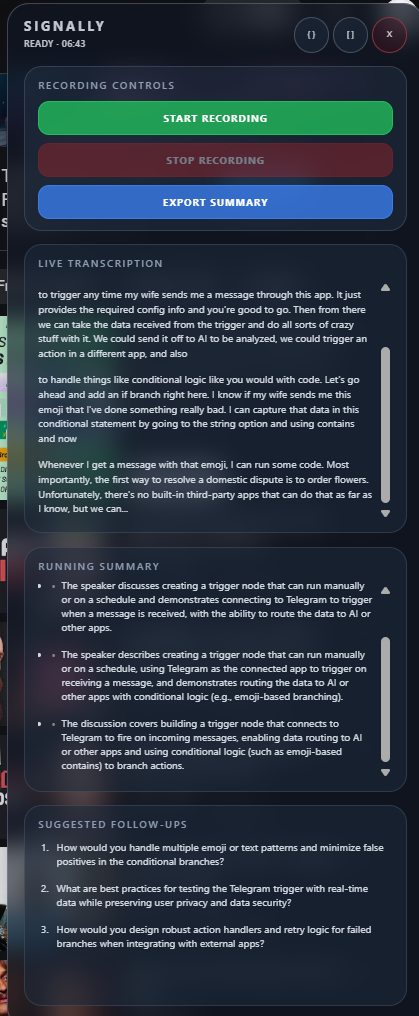 SIGNALLY
READY · 06:43
{ }
[ ]
X
RECORDING CONTROLS
START RECORDING
STOP RECORDING
EXPORT SUMMARY
LIVE TRANSCRIPTION
to trigger any time my wife sends me a message through this app. It just
provides the required config info and you're good to go. Then from there
we can take the data received from the trigger and do all sorts of crazy
stuff with it. We could send it off to AI to be analyzed, we could trigger an
action in a different app, and also
to handle things like conditional logic like you would with code. Let's go
ahead and add an if branch right here. I know if my wife sends me this
emoji that I've done something really bad. I can capture that data in this
conditional statement by going to the string option and using contains
and now
Whenever I get a message with that emoji, I can run some code. Most
importantly, the first way to resolve a domestic dispute is to order flowers.
Unfortunately, there's no built-in third-party apps that can do that as far as
I know, but we can...
RUNNING SUMMARY
• The speaker discusses creating a trigger node that can run manually
or on a schedule and demonstrates connecting to Telegram to trigger
when a message is received, with the ability to route the data to AI or
other apps.
• The speaker describes creating a trigger node that can run manually
or on a schedule, using Telegram as the connected app to trigger on
receiving a message, and demonstrates routing the data to AI or
other apps with conditional logic (e.g., emoji-based branching).
• The discussion covers building a trigger node that connects to
Telegram to fire on incoming messages, enabling data routing to AI
or other apps and using conditional logic (such as emoji-based
contains) to branch actions.
SUGGESTED FOLLOW-UPS
1. How would you handle multiple emoji or text patterns and minimize false
positives in the conditional branches?
2. What are best practices for testing the Telegram trigger with real-time
data while preserving user privacy and data security?
3. How would you design robust action handlers and retry logic for failed
branches when integrating with external apps?